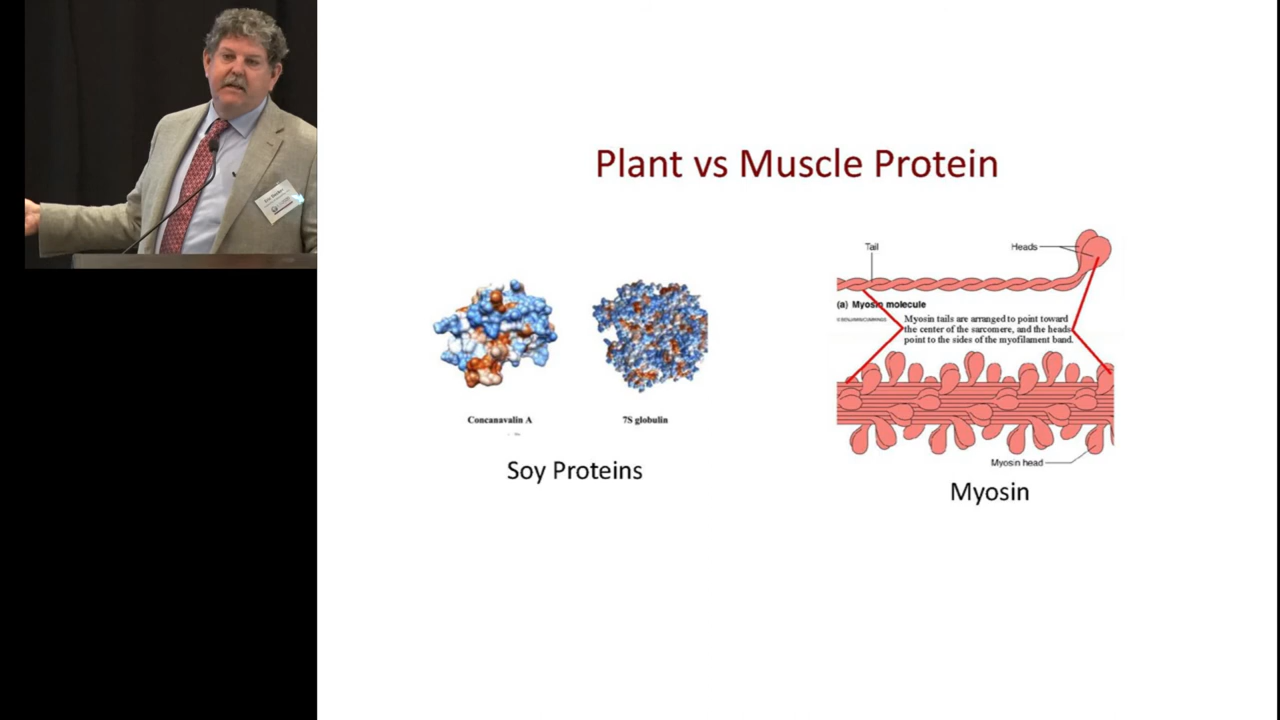 Plant vs Muscle Protein
Tail
Heads
(a) Myosin molecule
Myosin tails are arranged to point toward
the center of the sarcomere, and the heads
point to the sides of the myofilament band.
Concanavalin A
7S globulin
Myosin head
Soy Proteins
Myosin